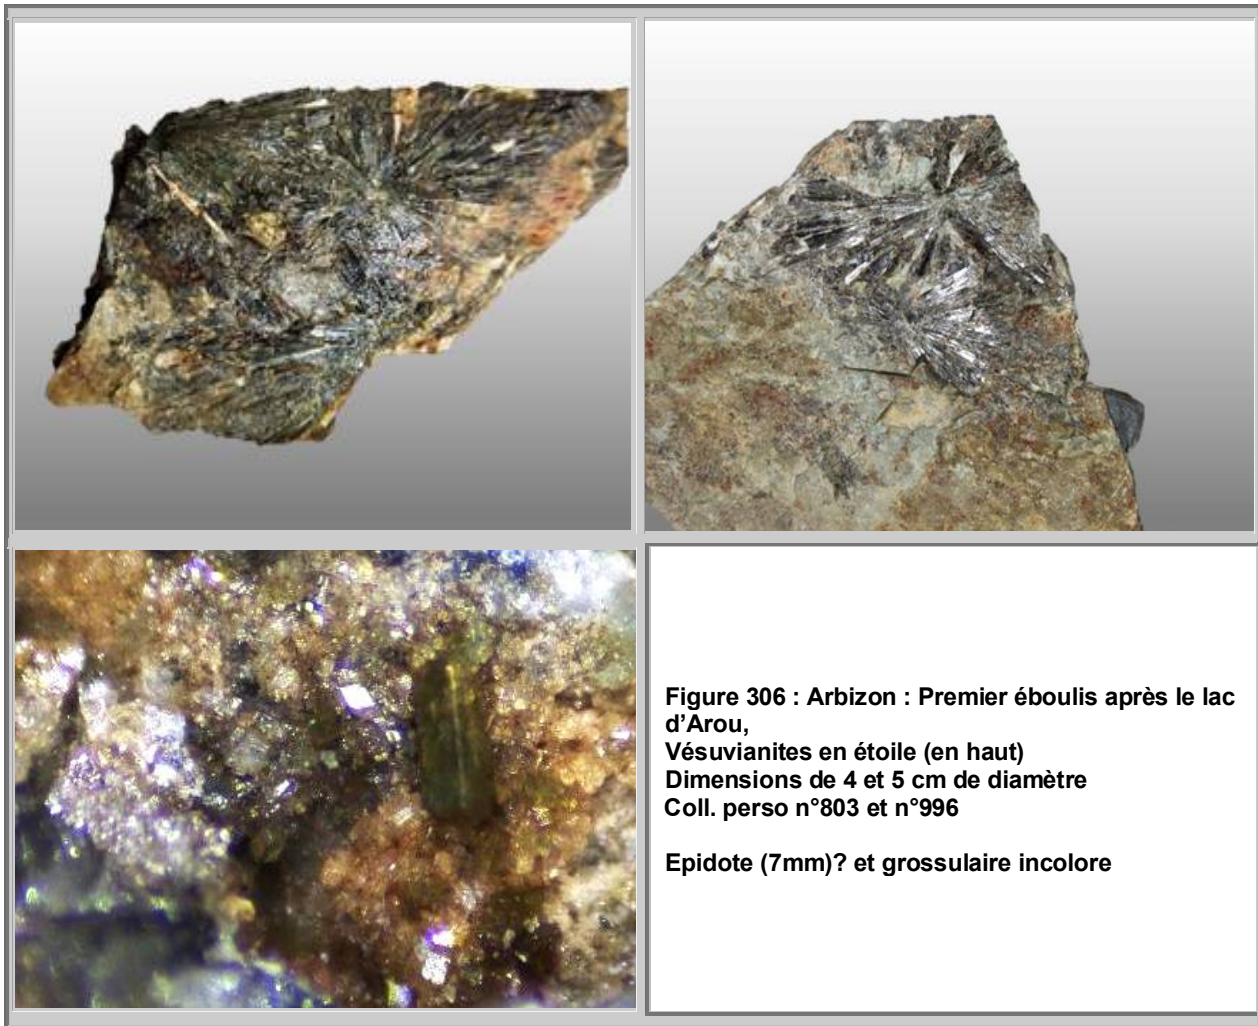 Figure 306 : Arbizon : Premier éboulis après le lac
d'Arou,
Vésuvianites en étoile (en haut)
Dimensions de 4 et 5 cm de diamètre
Coll. perso n°803 et n°996
Epidote (7mm)? et grossulaire incolore